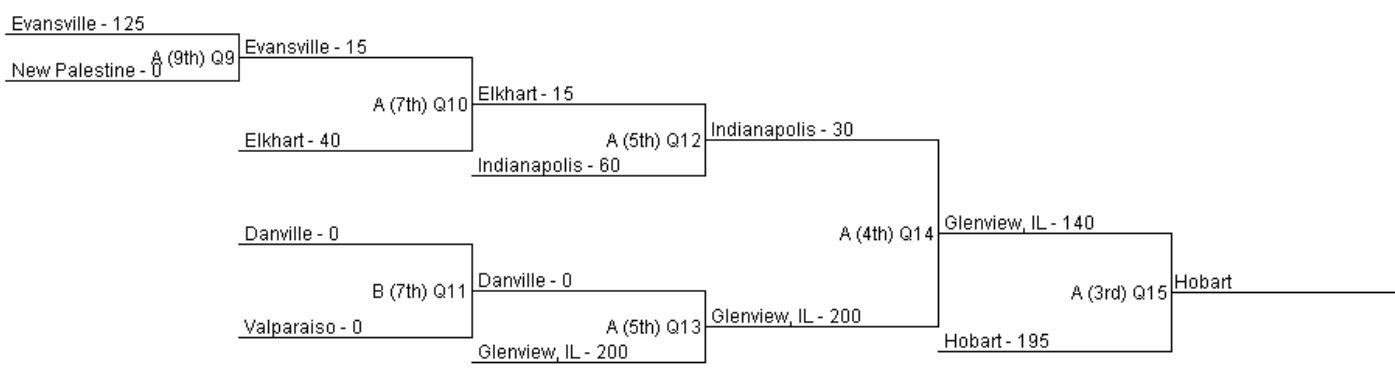 Evansville - 125
A (9th) Q9
New Palestine - 0
Evansville - 15
A (7th) Q10
Elkhart - 40
Elkhart - 15
A (5th) Q12
Indianapolis - 60
Indianapolis - 30
Danville - 0
B (7th) Q11
Valparaiso - 0
Danville - 0
A (5th) Q13
Glenview, IL - 200
Glenview, IL - 200
A (4th) Q14
Glenview, IL - 140
A (3rd) Q15
Hobart - 195
Hobart